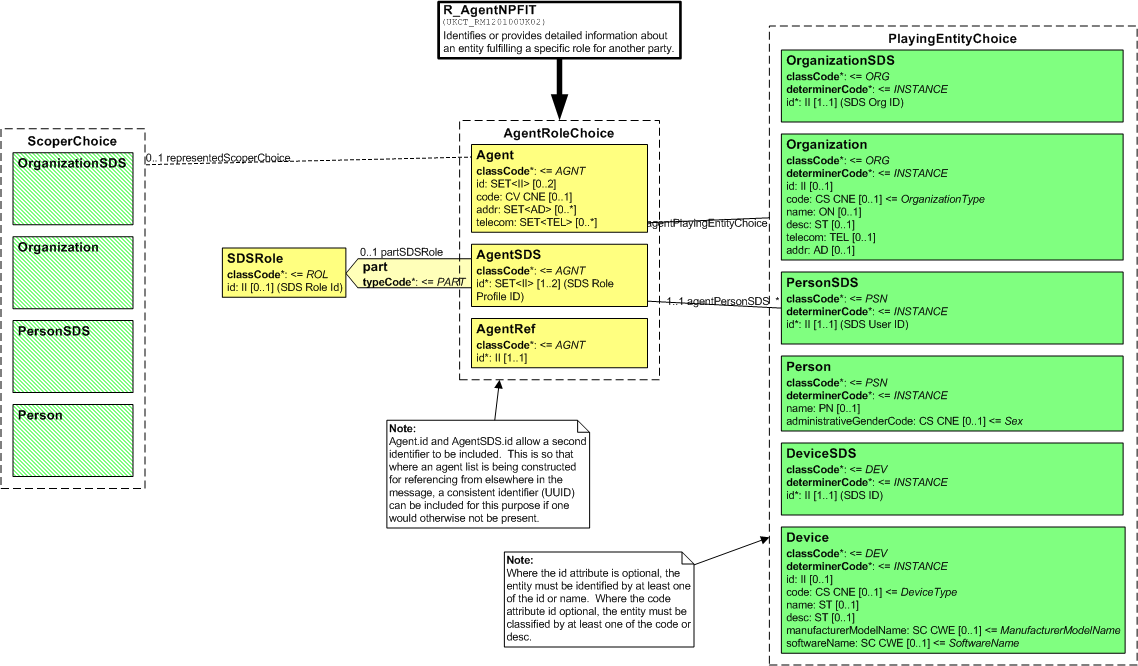 R_AgentNPFIT
(UKCT_RM120100UK02)
Identifies or provides detailed information about
an entity fulfilling a specific role for another party.
ScoperChoice
OrganizationSDS
Organization
PersonSDS
Person
0..1 representedScoperChoice
SDSRole
classCode*: <= ROL
id: II [0..1] (SDS Role Id)
0..1 partSDSRole
part
typeCode*: <= PART
AgentRoleChoice
Agent
classCode*: <= AGNT
id: SET<II> [0..2]
code: CV CNE [0..1]
addr: SET<AD> [0..*]
telecom: SET<TEL> [0..*]
AgentSDS
classCode*: <= AGNT
id*: SET<II> [1..2] (SDS Role
Profile ID)
AgentRef
classCode*: <= AGNT
id*: II [1..1]
agentPlayingEntityChoice
1..1 agentPersonSDS *
Note:
Agent.id and AgentSDS.id allow a second
identifier to be included.  This is so that
where an agent list is being constructed
for referencing from elsewhere in the
message, a consistent identifier (UUID)
can be included for this purpose if one
would otherwise not be present.
Note:
Where the id attribute is optional, the
entity must be identified by at least one
of the id or name.  Where the code
attribute id optional, the entity must be
classified by at least one of the code or
desc.
PlayingEntityChoice
OrganizationSDS
classCode*: <= ORG
determinerCode*: <= INSTANCE
id*: II [1..1] (SDS Org ID)
Organization
classCode*: <= ORG
determinerCode*: <= INSTANCE
id: II [0..1]
code: CS CNE [0..1] <= OrganizationType
name: ON [0..1]
desc: ST [0..1]
telecom: TEL [0..1]
addr: AD [0..1]
PersonSDS
classCode*: <= PSN
determinerCode*: <= INSTANCE
id*: II [1..1] (SDS User ID)
Person
classCode*: <= PSN
determinerCode*: <= INSTANCE
name: PN [0..1]
administrativeGenderCode: CS CNE [0..1] <= Sex
DeviceSDS
classCode*: <= DEV
determinerCode*: <= INSTANCE
id*: II [1..1] (SDS ID)
Device
classCode*: <= DEV
determinerCode*: <= INSTANCE
id: II [0..1]
code: CS CNE [0..1] <= DeviceType
name: ST [0..1]
desc: ST [0..1]
manufacturerModelName: SC CWE [0..1] <= ManufacturerModelName
softwareName: SC CWE [0..1] <= SoftwareName